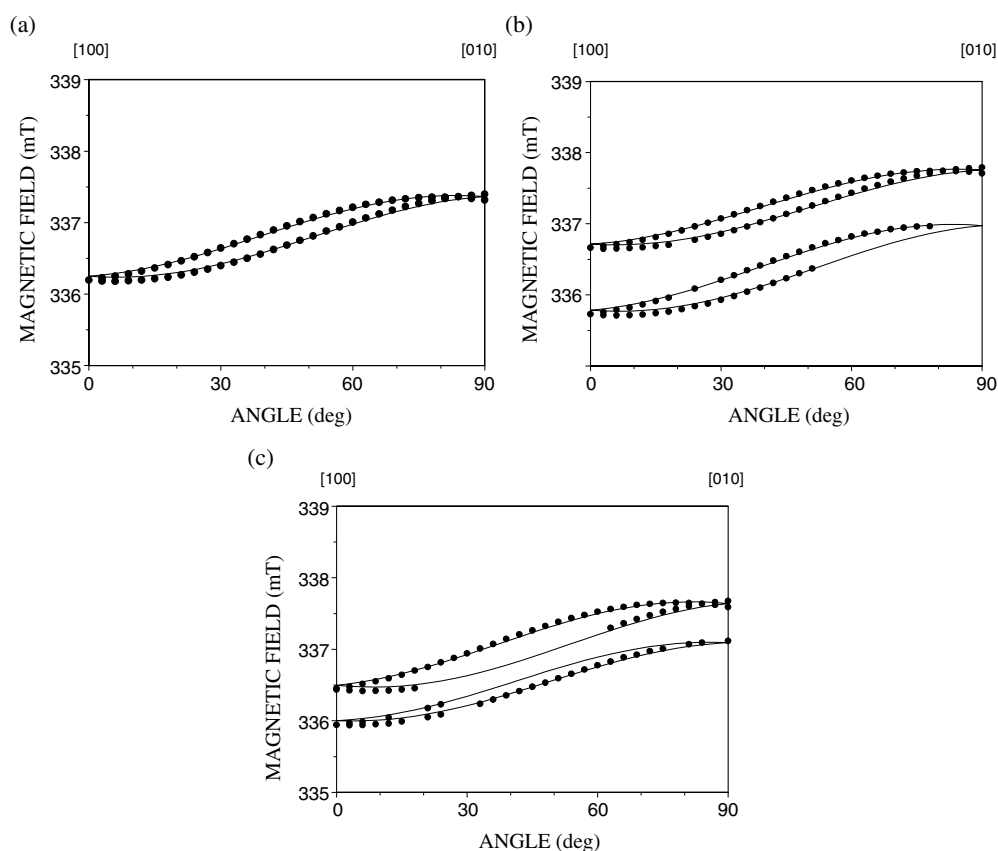 (a)
[100] [010]
339
338
337
336
335
MAGNETIC FIELD (mT)
0 30 60 90
ANGLE (deg)
(b)
[100] [010]
339
338
337
336
MAGNETIC FIELD (mT)
0 30 60 90
ANGLE (deg)
(c)
[100] [010]
339
338
337
336
335
MAGNETIC FIELD (mT)
0 30 60 90
ANGLE (deg)